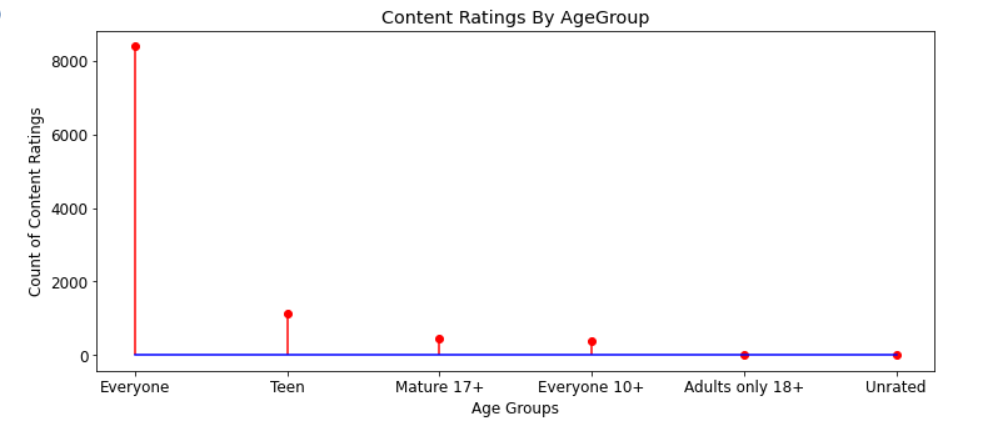 Content Ratings By AgeGroup
Count of Content Ratings
8000
6000
4000
2000
0
Everyone Teen Mature 17+ Everyone 10+ Adults only 18+ Unrated
Age Groups